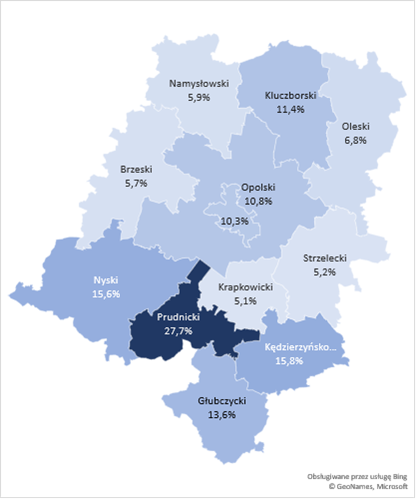 Namysłowski
5,9%
Kluczborski
11,4%
Oleski
6,8%
Brzeski
5,7%
Opolski
10,8%
10,3%
Strzelecki
5,2%
Nyski
15,6%
Krapkowicki
5,1%
Prudnicki
27,7%
Kędzierzyńsko...
15,8%
Głubczycki
13,6%
Obsługiwane przez usługę Bing
© GeoNames, Microsoft